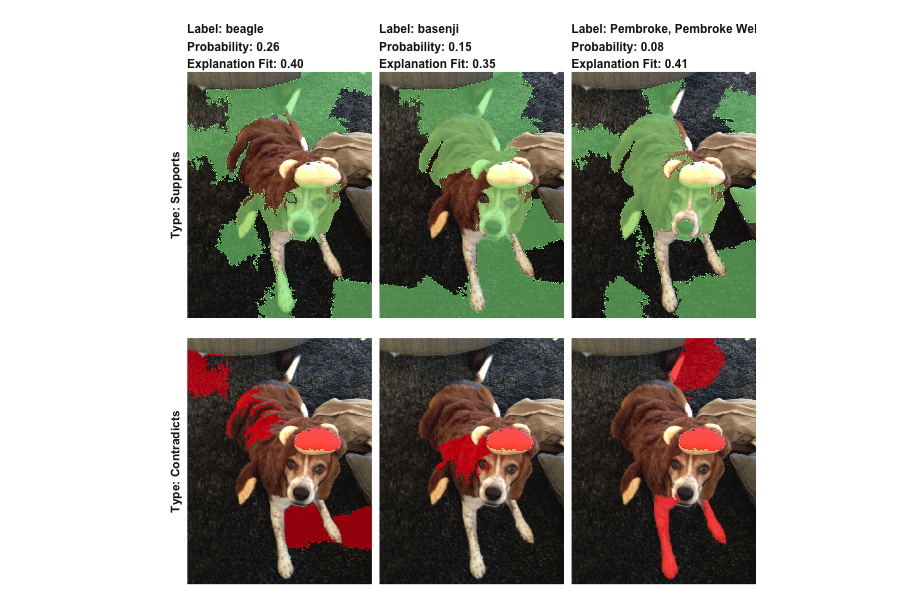 Label: beagle
Probability: 0.26
Explanation Fit: 0.40
Label: basenji
Probability: 0.15
Explanation Fit: 0.35
Label: Pembroke, Pembroke Wel
Probability: 0.08
Explanation Fit: 0.41
Type: Supports
Type: Contradicts